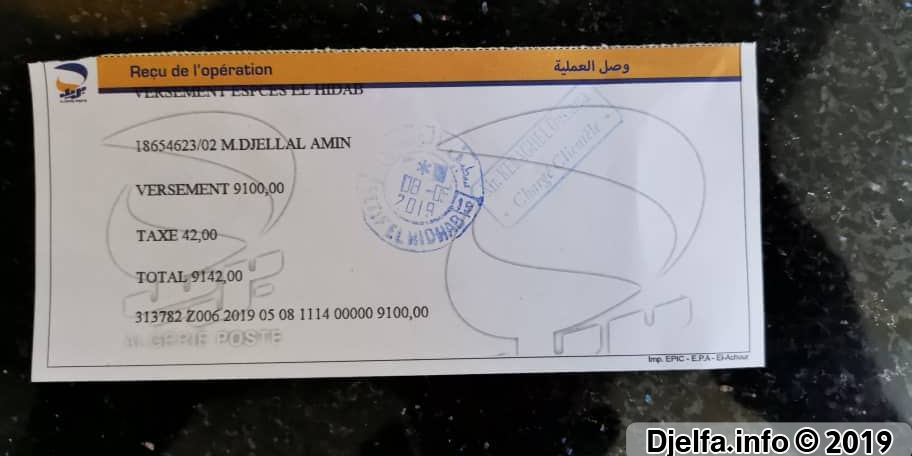 Reçu de l'opération
وصل العملية
VERSEMENT ESPCES EL HIDAB
18654623/02 M.DJELLAL AMIN
VERSEMENT 9100,00
TAXE 42,00
TOTAL 9142,00
313782 Z006 2019 05 08 1114 00000 9100,00
ALGERIE POSTE
08-05
2019
EL HIDHAB
Chargé Clientèle
Imp. EPIC - E.P.A - El-Achour
Djelfa.info © 2019